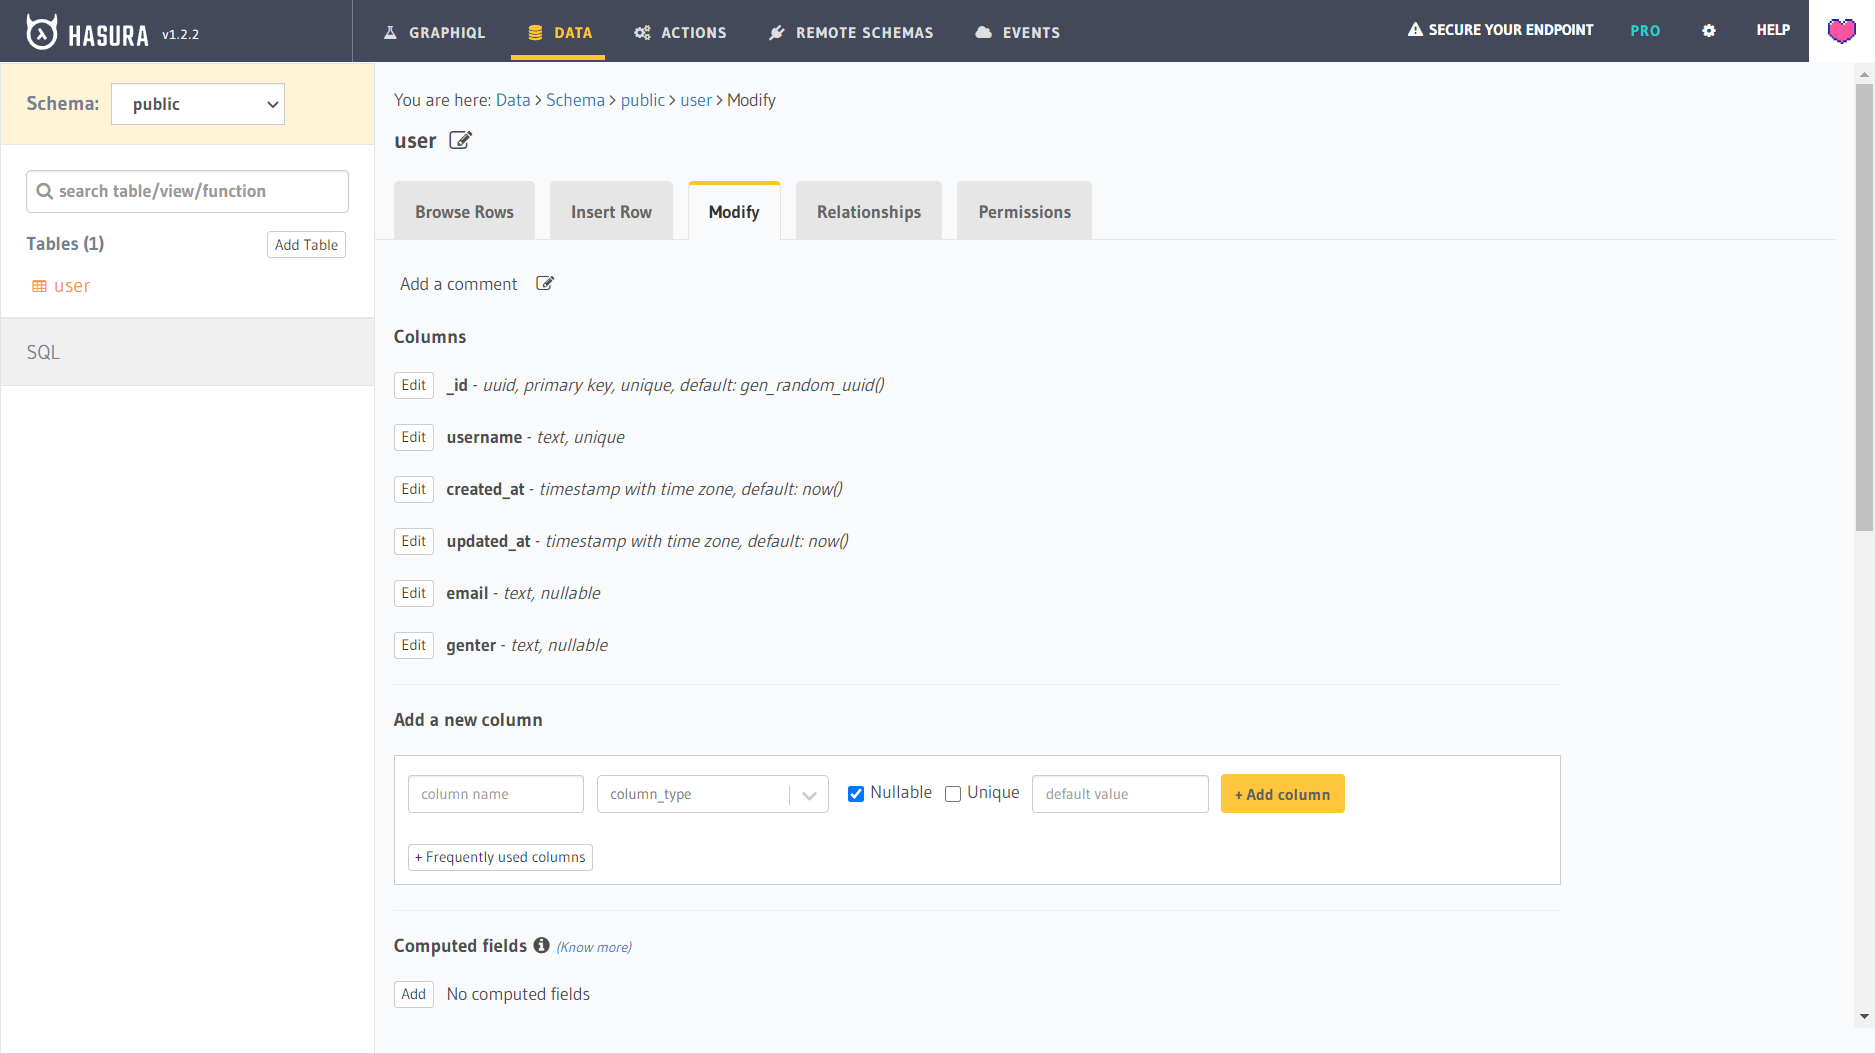 HASURA v1.2.2
GRAPHIQL
DATA
ACTIONS
REMOTE SCHEMAS
EVENTS
SECURE YOUR ENDPOINT
PRO
HELP
Schema: public
search table/view/function
Tables (1)
Add Table
user
SQL
You are here: Data > Schema > public > user > Modify
user
Browse Rows
Insert Row
Modify
Relationships
Permissions
Add a comment
Columns
Edit _id - uuid, primary key, unique, default: gen_random_uuid()
Edit username - text, unique
Edit created_at - timestamp with time zone, default: now()
Edit updated_at - timestamp with time zone, default: now()
Edit email - text, nullable
Edit genter - text, nullable
Add a new column
column name column_type Nullable Unique default value + Add column
+ Frequently used columns
Computed fields (Know more)
Add No computed fields